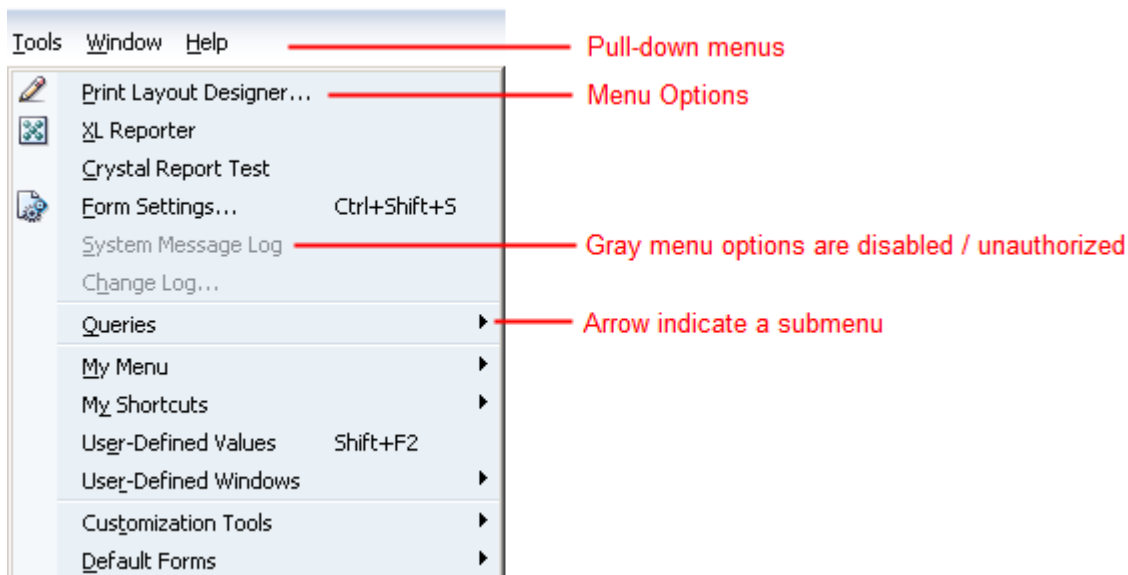 Tools Window Help
Pull-down menus
Print Layout Designer...
Menu Options
XL Reporter
Crystal Report Test
Form Settings... Ctrl+Shift+S
System Message Log
Gray menu options are disabled / unauthorized
Change Log...
Queries
Arrow indicate a submenu
My Menu
My Shortcuts
User-Defined Values Shift+F2
User-Defined Windows
Customization Tools
Default Forms